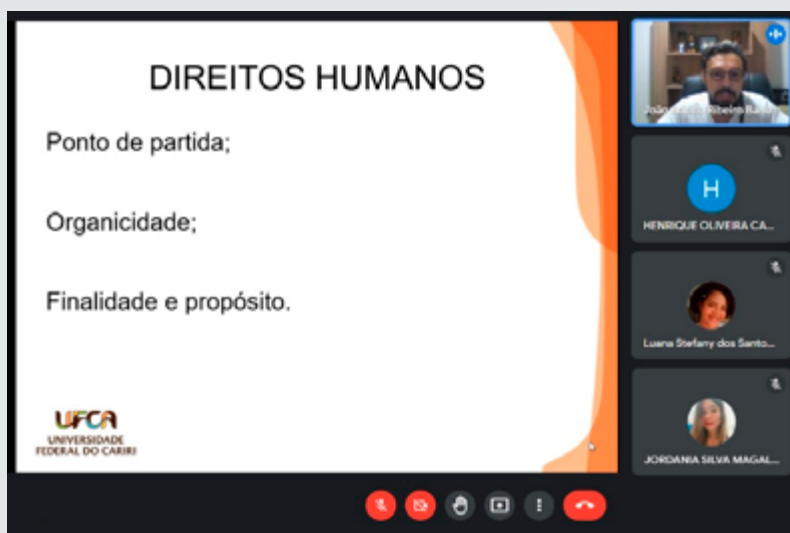 DIREITOS HUMANOS
Ponto de partida;
Organicidade;
Finalidade e propósito.
UFCA
UNIVERSIDADE
FEDERAL DO CARIRI
Ribeiro
H
HENRIQUE OLIVEIRA CA...
Luana Stefany dos Santo...
JORDANIA SILVA MAGAL...